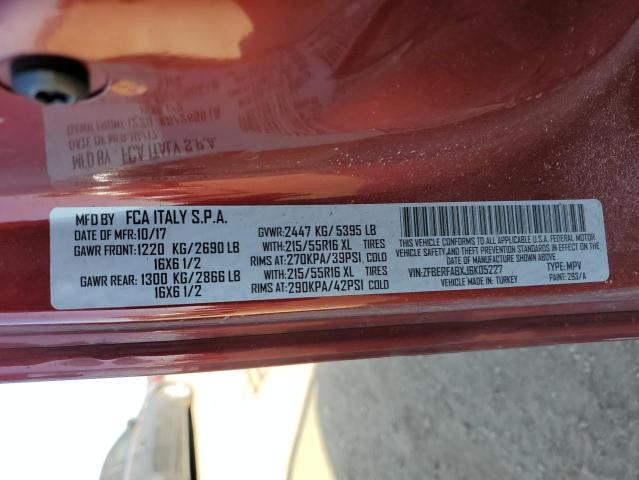 MFD BY FCA ITALY S.P.A.
DATE OF MFR: 10/17
GVWR: 2447 KG/ 5395 LB
GAWR FRONT: 1220 KG/2690 LB WITH: 215/55R16 XL TIRES
16X6 1/2 RIMS AT: 270KPA/39PSI
GAWR REAR: 1300 KG/2866 LB WITH: 215/55R16 XL TIRES
16X6 1/2 RIMS AT: 290KPA/42PSI COLD
THIS VEHICLE CONFORMS TO ALL APPLICABLE U.S.A. FEDERAL MOTOR
VEHICLE SAFETY AND THEFT PREVENTION STANDARDS IN EFFECT ON THE
DATE OF MANUFACTURE SHOWN ABOVE.
VIN: ZFBERFABXJ6K05227 TYPE: MPV
VEHICLE MADE IN: TURKEY PAINT: 293/A